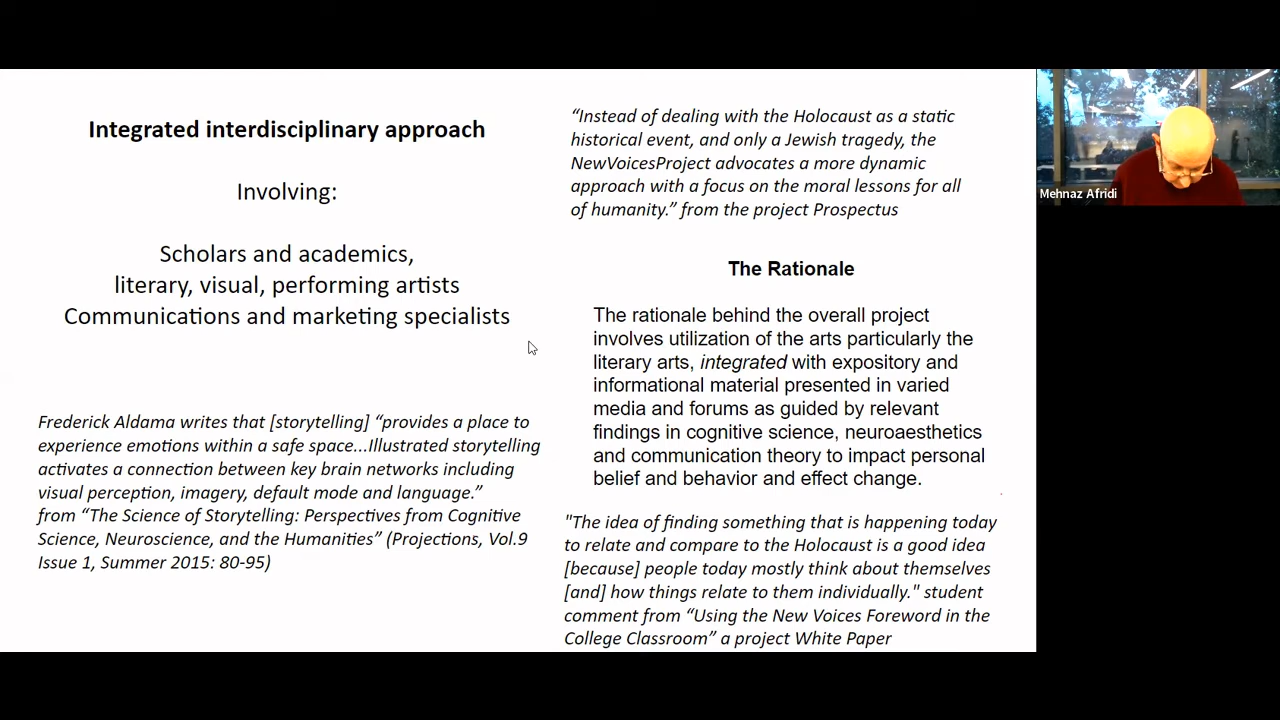 Integrated interdisciplinary approach
Involving:
Scholars and academics,
literary, visual, performing artists
Communications and marketing specialists
Frederick Aldama writes that [storytelling] “provides a place to
experience emotions within a safe space...Illustrated storytelling
activates a connection between key brain networks including
visual perception, imagery, default mode and language.”
from “The Science of Storytelling: Perspectives from Cognitive
Science, Neuroscience, and the Humanities” (Projections, Vol.9
Issue 1, Summer 2015: 80-95)
“Instead of dealing with the Holocaust as a static
historical event, and only a Jewish tragedy, the
NewVoicesProject advocates a more dynamic
approach with a focus on the moral lessons for all
of humanity.” from the project Prospectus
The Rationale
The rationale behind the overall project
involves utilization of the arts particularly the
literary arts, integrated with expository and
informational material presented in varied
media and forums as guided by relevant
findings in cognitive science, neuroaesthetics
and communication theory to impact personal
belief and behavior and effect change.
"The idea of finding something that is happening today
to relate and compare to the Holocaust is a good idea
[because] people today mostly think about themselves
[and] how things relate to them individually." student
comment from “Using the New Voices Foreword in the
College Classroom” a project White Paper
Mehnaz Afridi